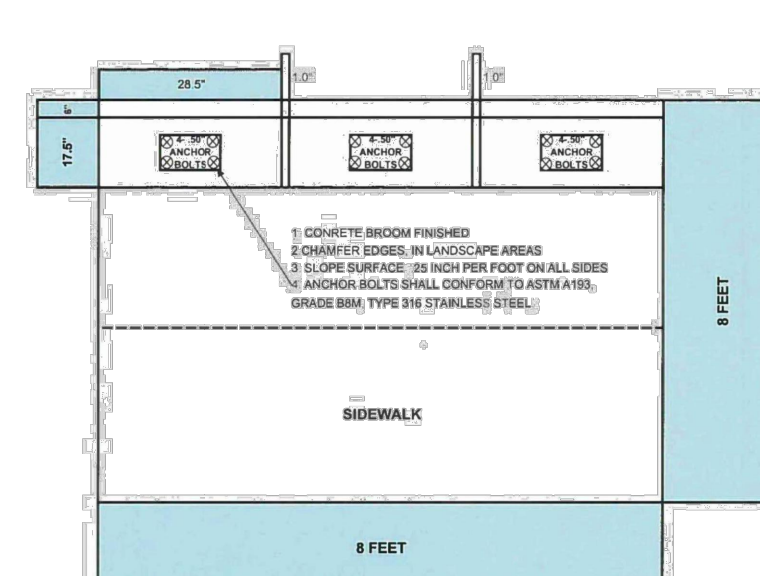 28.5"
1.0"
1.0"
6"
17.5"
4- .50"
ANCHOR
BOLTS
4- .50"
ANCHOR
BOLTS
4- .50"
ANCHOR
BOLTS
1 CONRETE BROOM FINISHED
2 CHAMFER EDGES, IN LANDSCAPE AREAS
3 SLOPE SURFACE .25 INCH PER FOOT ON ALL SIDES
4 ANCHOR BOLTS SHALL CONFORM TO ASTM A193,
GRADE B8M, TYPE 316 STAINLESS STEEL
8 FEET
SIDEWALK
8 FEET